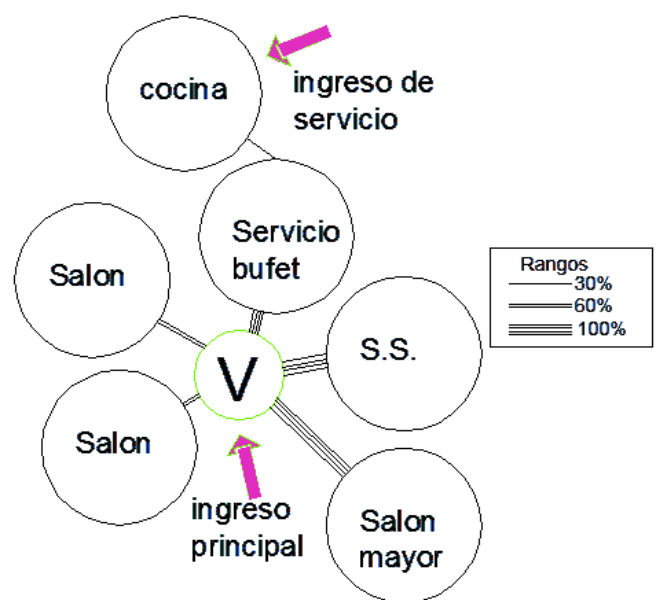 cocina
ingreso de
servicio
Servicio
bufet
Salon
Rangos
30%
60%
100%
S.S.
V
Salon
ingreso
principal
Salon
mayor